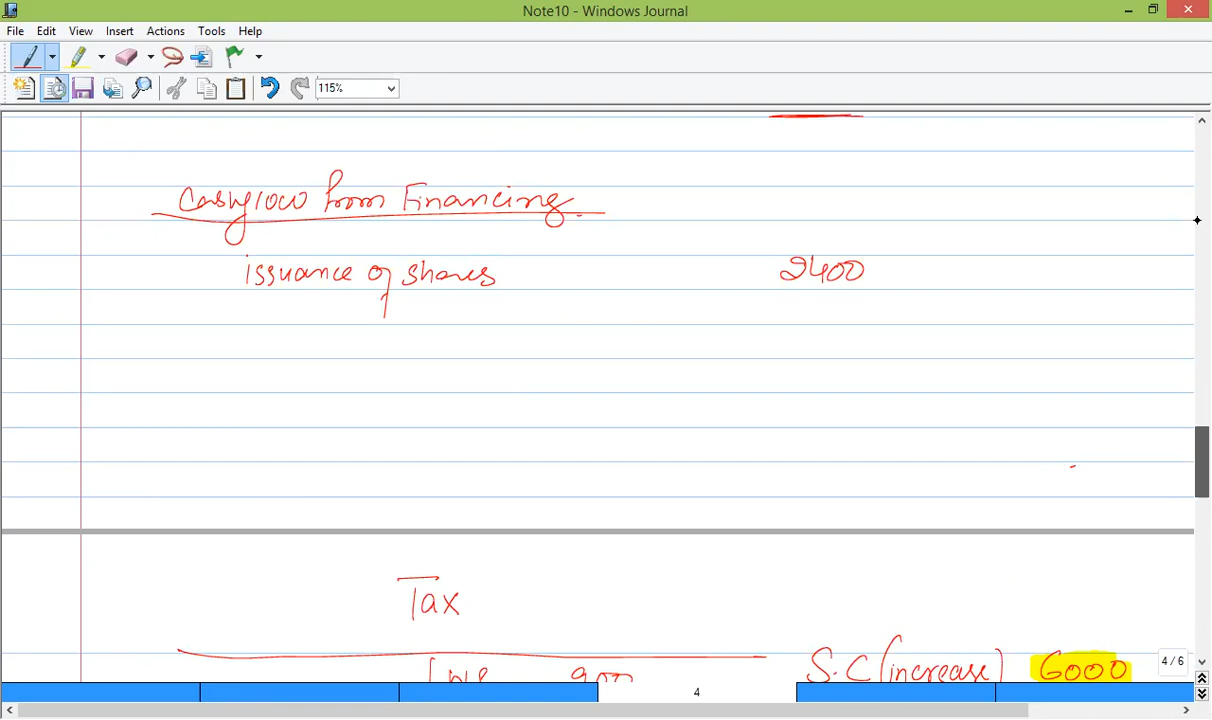 Note10 - Windows Journal
File Edit View Insert Actions Tools Help
115%
Cashflow from Financing
issuance of shares 2400
Tax
S.C (increase) 6000
4 / 6
4